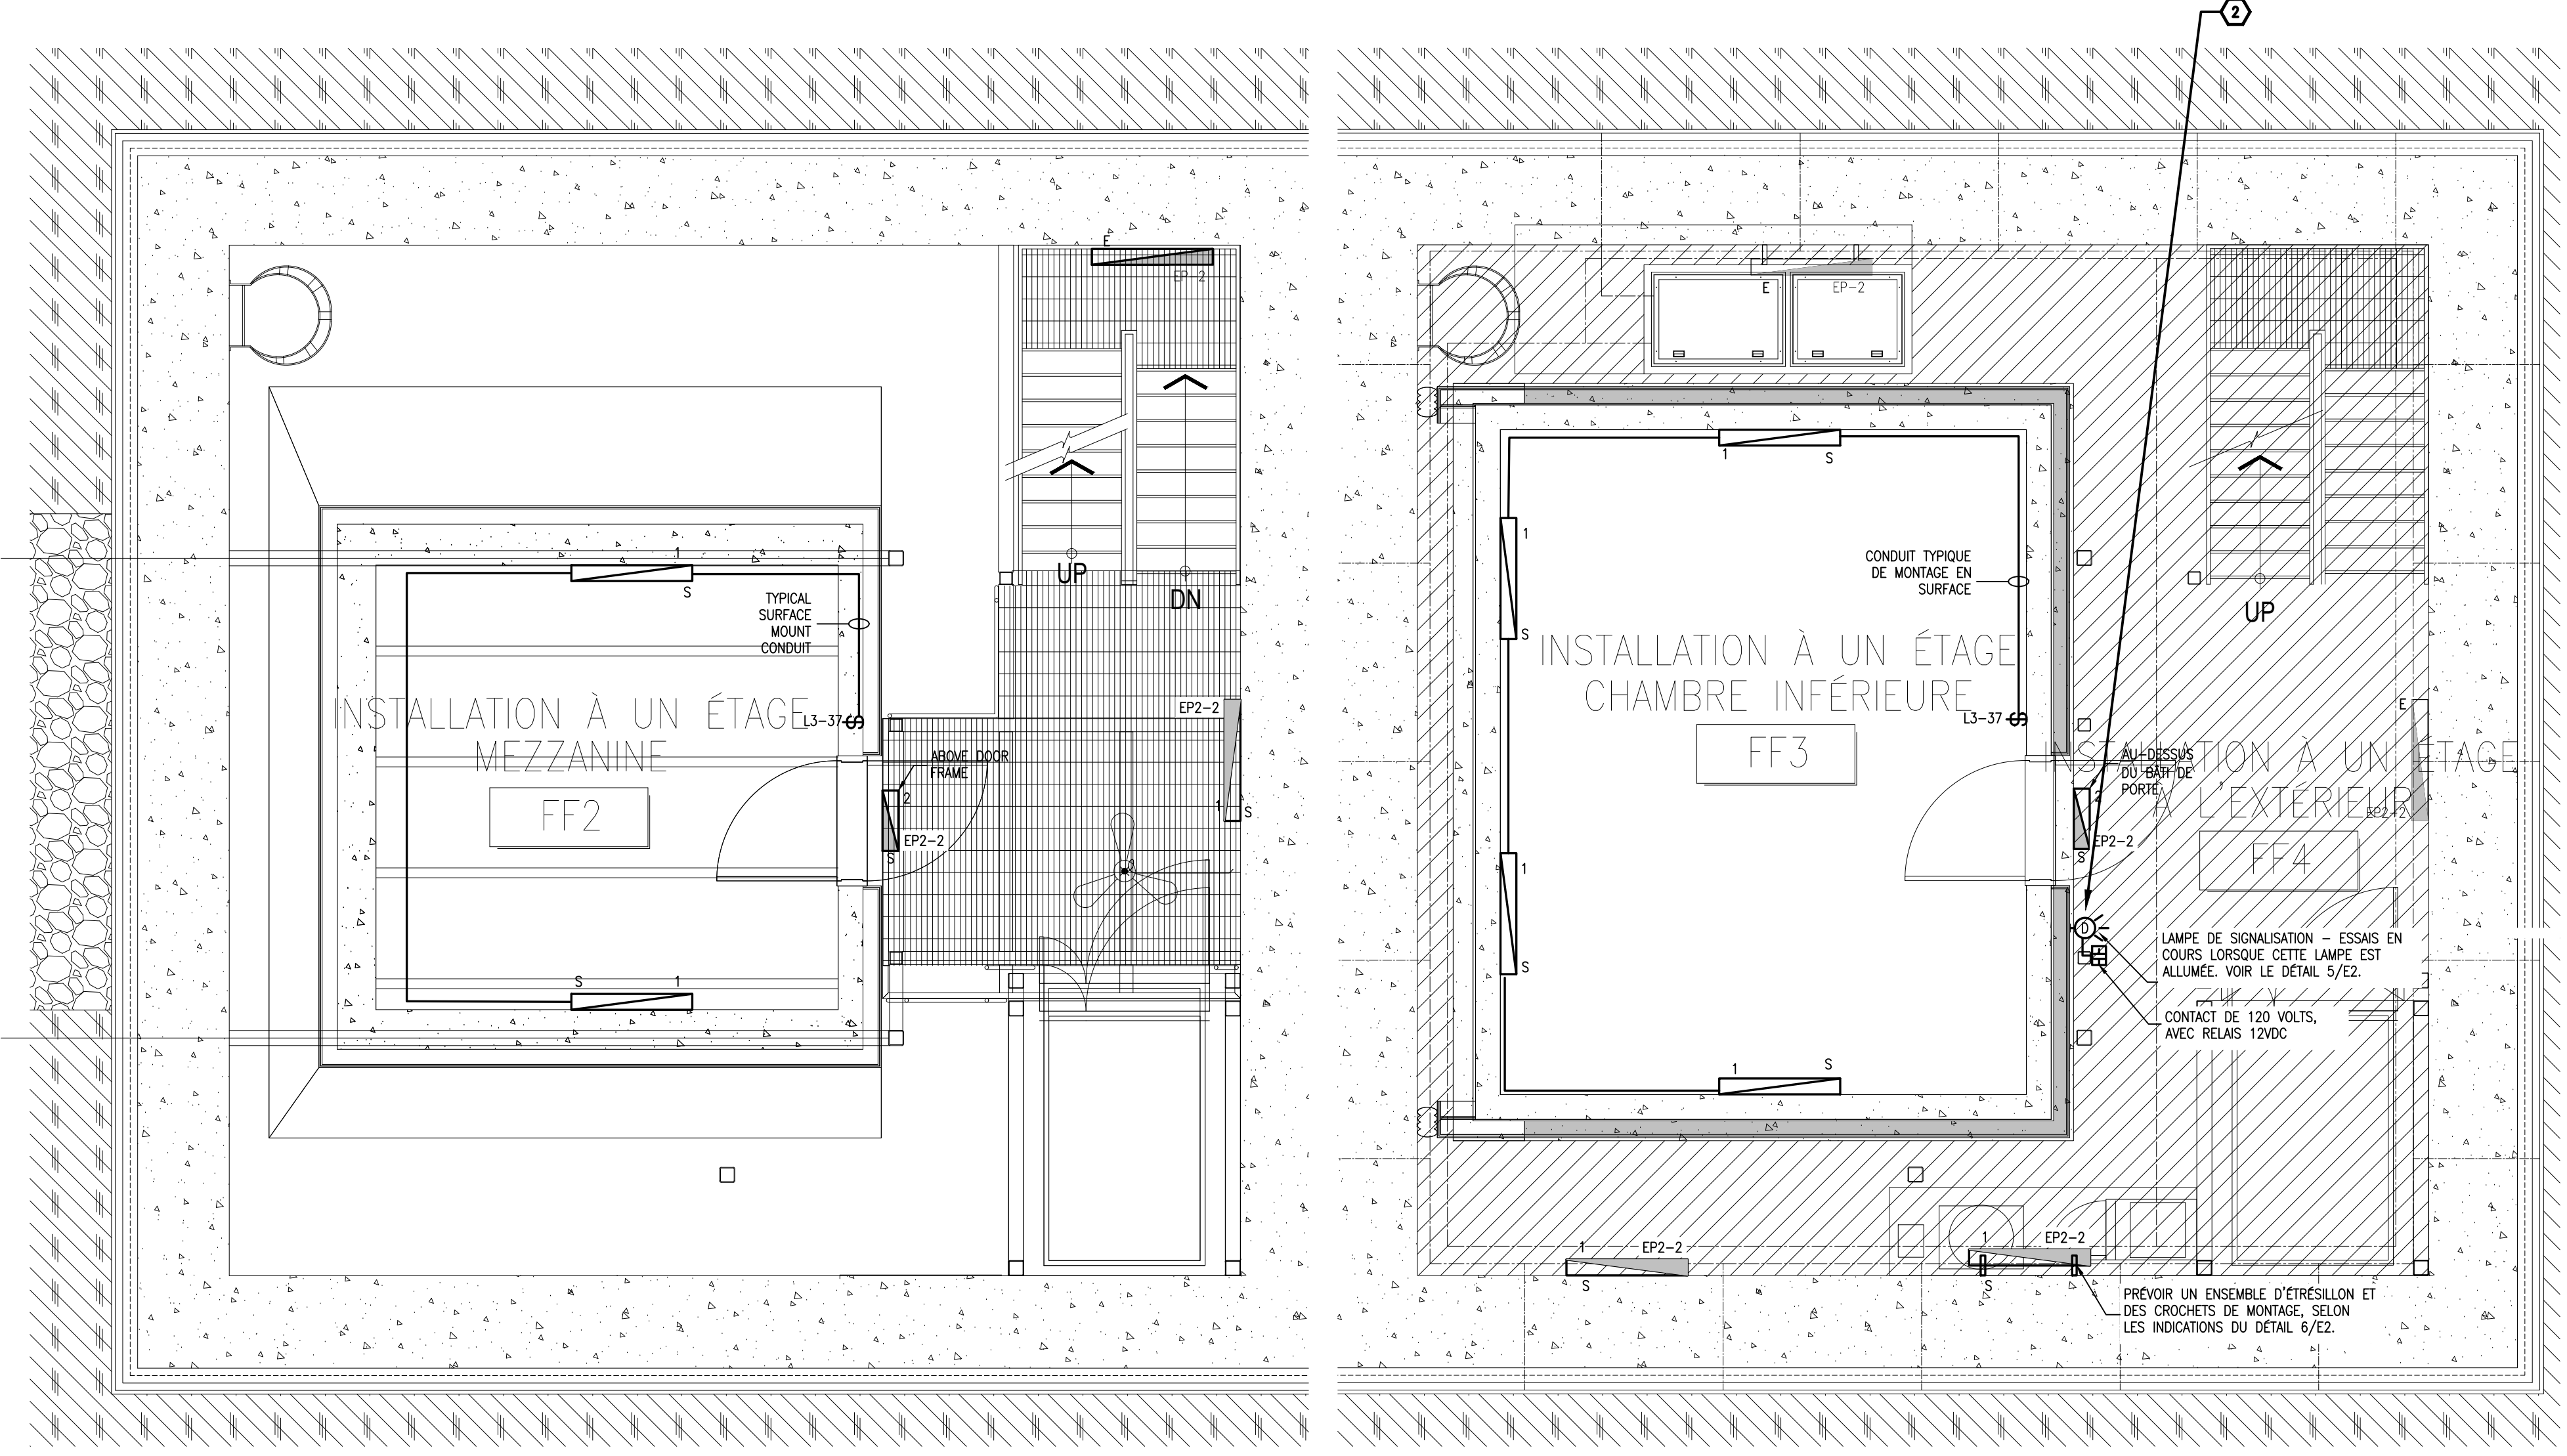 2
E
EP-2
1
S
TYPICAL
SURFACE
MOUNT
CONDUIT
UP
DN
INSTALLATION À UN ÉTAGE
MEZZANINE
FF2
L3-37
S
EP2-2
1
S
ABOVE DOOR
FRAME
2
EP2-2
S
S
1
E
EP-2
1
S
1
S
CONDUIT TYPIQUE
DE MONTAGE EN
SURFACE
INSTALLATION À UN ÉTAGE
CHAMBRE INFÉRIEURE
FF3
L3-37
S
1
S
1
S
UP
E
INSTALLATION À UN ÉTAGE
À L'EXTÉRIEUR
FF4
EP2-2
AU-DESSUS
DU BÂTI DE
PORTE
2
EP2-2
S
D
LAMPE DE SIGNALISATION – ESSAIS EN
COURS LORSQUE CETTE LAMPE EST
ALLUMÉE. VOIR LE DÉTAIL 5/E2.
CONTACT DE 120 VOLTS,
AVEC RELAIS 12VDC
1
EP2-2
S
1
EP2-2
S
PRÉVOIR UN ENSEMBLE D'ÉTRÉSILLON ET
DES CROCHETS DE MONTAGE, SELON
LES INDICATIONS DU DÉTAIL 6/E2.